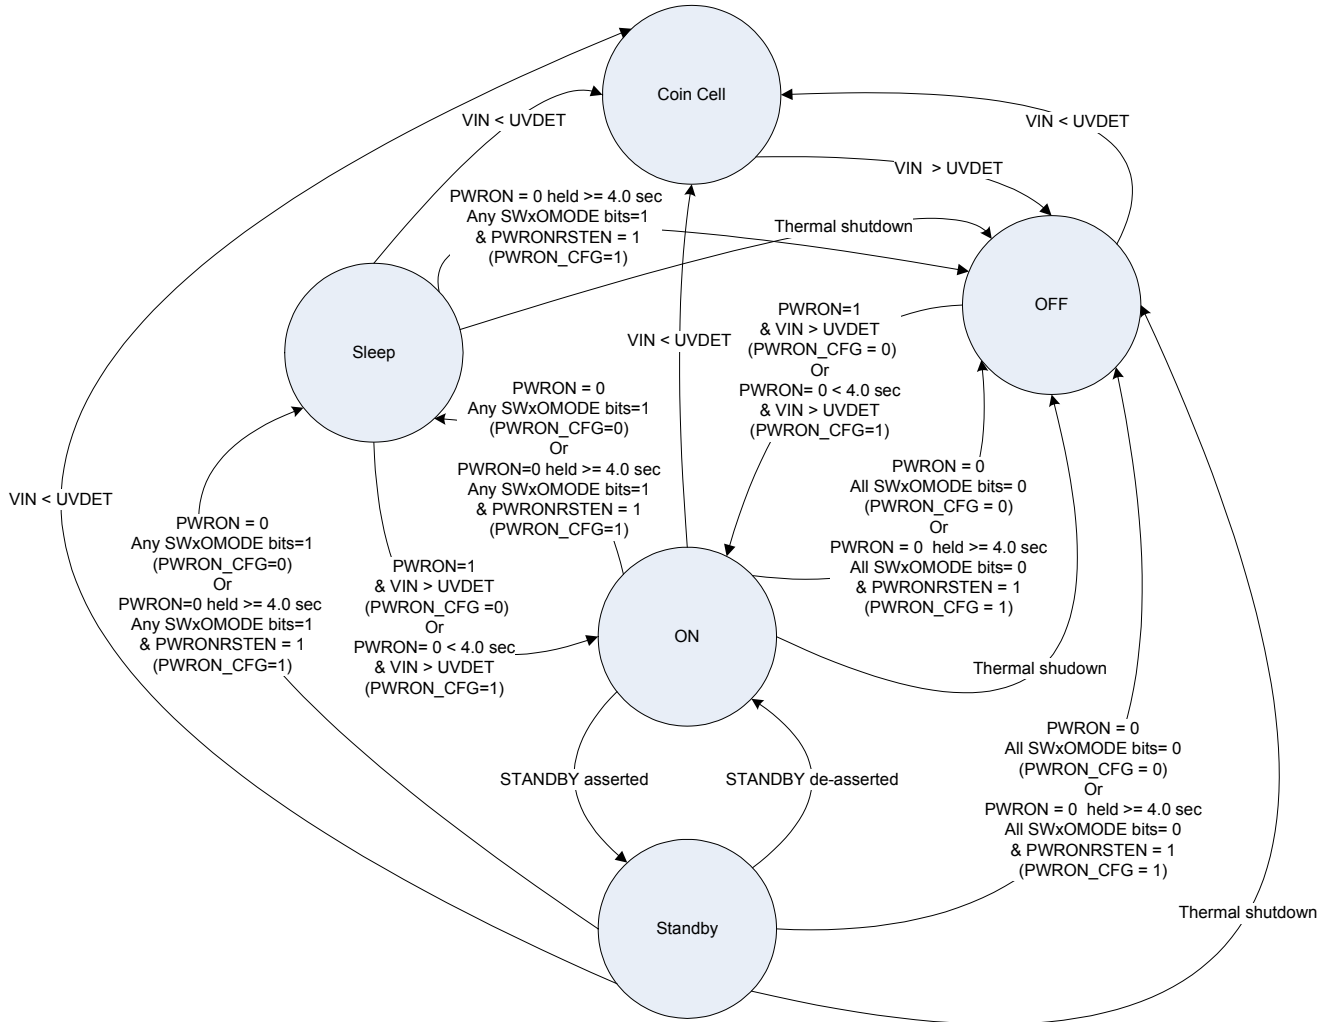 Coin Cell
VIN < UVDET
VIN < UVDET
VIN  > UVDET
PWRON = 0 held >= 4.0 sec
Any SWxOMODE bits=1
& PWRONRSTEN = 1
(PWRON_CFG=1)
Thermal shutdown
OFF
Sleep
PWRON=1
& VIN > UVDET
(PWRON_CFG = 0)
Or
PWRON= 0 < 4.0 sec
& VIN > UVDET
(PWRON_CFG=1)
VIN < UVDET
PWRON = 0
Any SWxOMODE bits=1
(PWRON_CFG=0)
Or
PWRON=0 held >= 4.0 sec
Any SWxOMODE bits=1
& PWRONRSTEN = 1
(PWRON_CFG=1)
PWRON = 0
All SWxOMODE bits= 0
(PWRON_CFG = 0)
Or
PWRON = 0  held >= 4.0 sec
All SWxOMODE bits= 0
& PWRONRSTEN = 1
(PWRON_CFG = 1)
VIN < UVDET
PWRON = 0
Any SWxOMODE bits=1
(PWRON_CFG=0)
Or
PWRON=0 held >= 4.0 sec
Any SWxOMODE bits=1
& PWRONRSTEN = 1
(PWRON_CFG=1)
PWRON=1
& VIN > UVDET
(PWRON_CFG =0)
Or
PWRON= 0 < 4.0 sec
& VIN > UVDET
(PWRON_CFG=1)
ON
Thermal shudown
STANDBY asserted
STANDBY de-asserted
PWRON = 0
All SWxOMODE bits= 0
(PWRON_CFG = 0)
Or
PWRON = 0  held >= 4.0 sec
All SWxOMODE bits= 0
& PWRONRSTEN = 1
(PWRON_CFG = 1)
Thermal shutdown
Standby